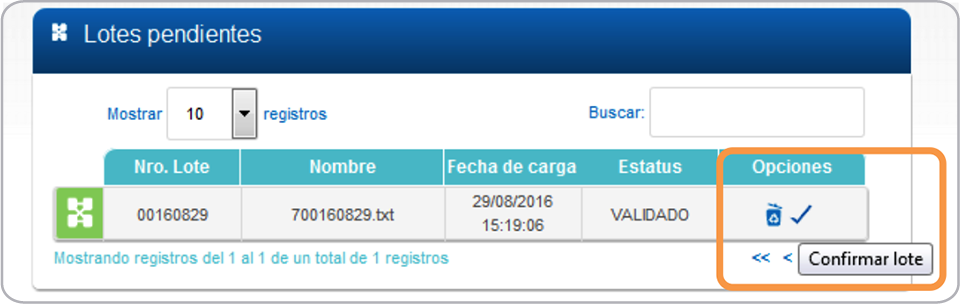 Lotes pendientes
Mostrar 10 registros Buscar:
Nro. Lote Nombre Fecha de carga Estatus Opciones
00160829 700160829.txt 29/08/2016 15:19:06 VALIDADO
Mostrando registros del 1 al 1 de un total de 1 registros << < Confirmar lote